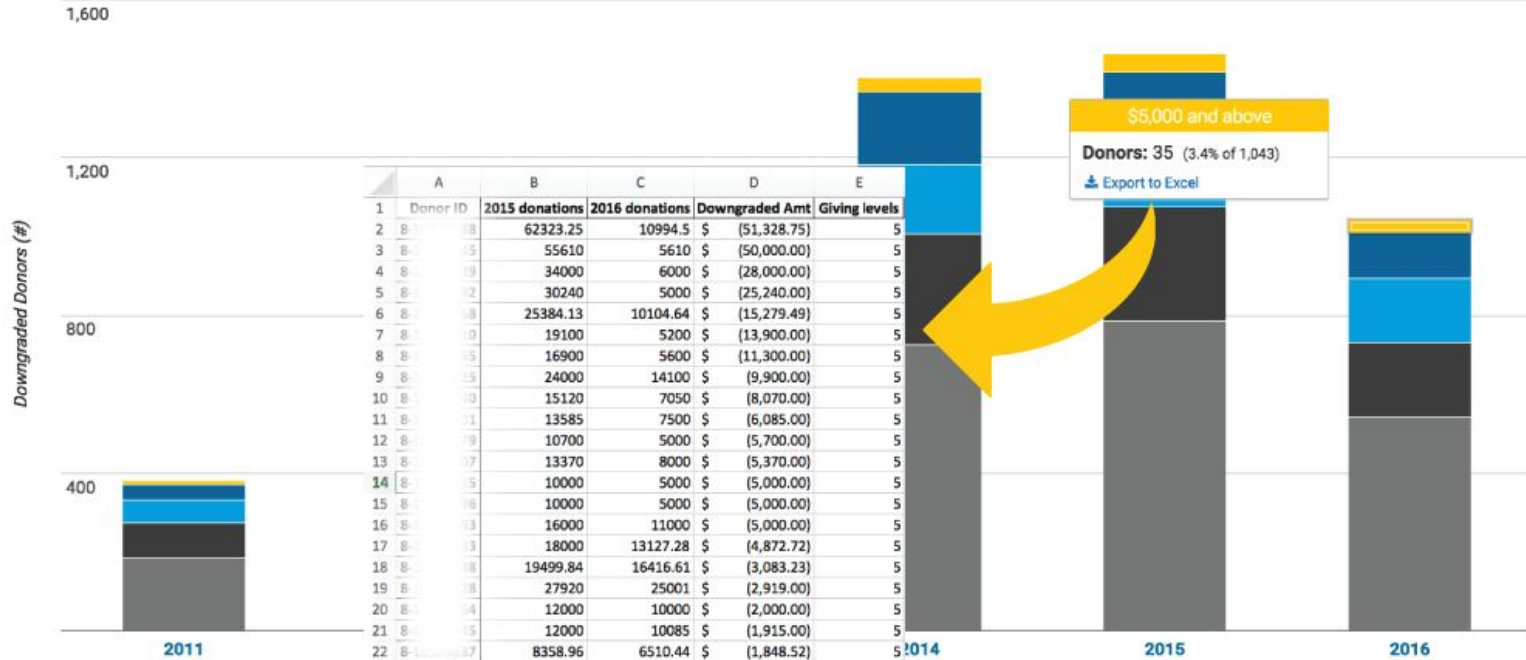 1,600
1,200
800
400
Downgraded Donors (#)
$5,000 and above
Donors: 35 (3.4% of 1,043)
Export to Excel
A B C D E
1 Donor ID 2015 donations 2016 donations Downgraded Amt Giving levels
2 62323.25 10994.5 $ (51,328.75) 5
3 55610 5610 $ (50,000.00) 5
4 34000 6000 $ (28,000.00) 5
5 30240 5000 $ (25,240.00) 5
6 25384.13 10104.64 $ (15,279.49) 5
7 19100 5200 $ (13,900.00) 5
8 16900 5600 $ (11,300.00) 5
9 24000 14100 $ (9,900.00) 5
10 15120 7050 $ (8,070.00) 5
11 13585 7500 $ (6,085.00) 5
12 10700 5000 $ (5,700.00) 5
13 13370 8000 $ (5,370.00) 5
14 10000 5000 $ (5,000.00) 5
15 10000 5000 $ (5,000.00) 5
16 16000 11000 $ (5,000.00) 5
17 18000 13127.28 $ (4,872.72) 5
18 19499.84 16416.61 $ (3,083.23) 5
19 27920 25001 $ (2,919.00) 5
20 12000 10000 $ (2,000.00) 5
21 12000 10085 $ (1,915.00) 5
22 8358.96 6510.44 $ (1,848.52) 5
2011 2014 2015 2016